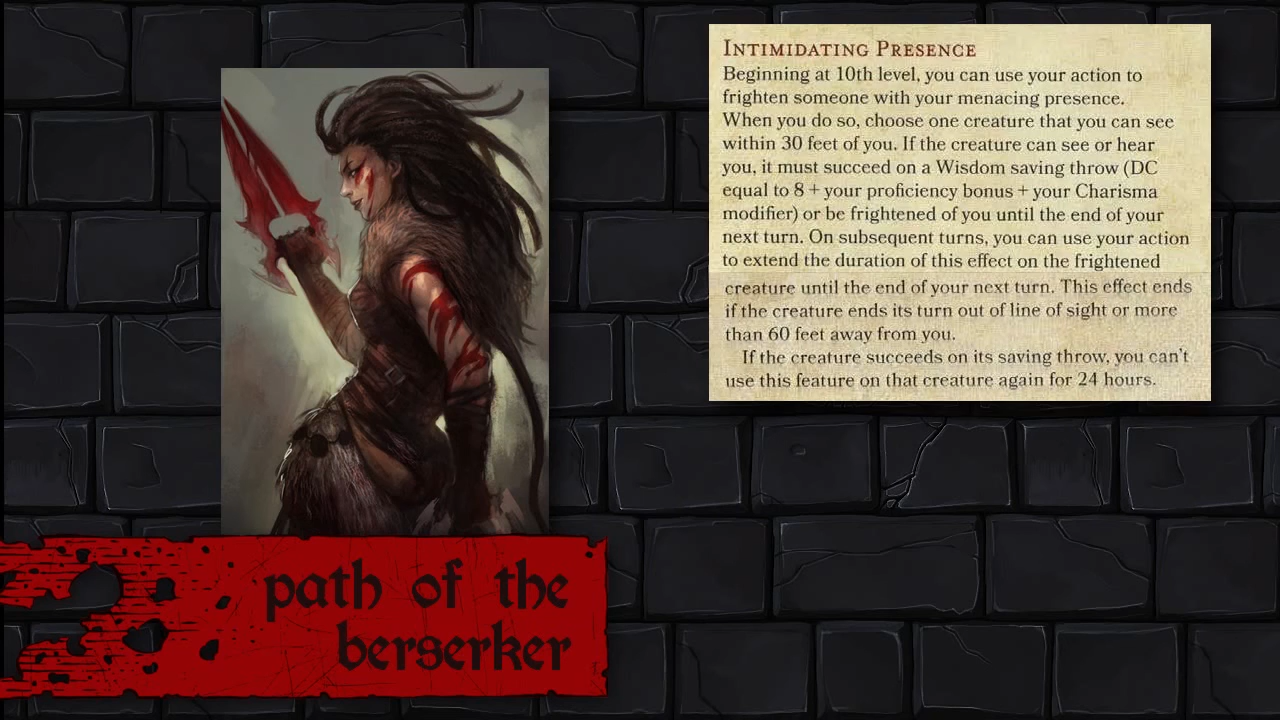 INTIMIDATING PRESENCE
Beginning at 10th level, you can use your action to
frighten someone with your menacing presence.
When you do so, choose one creature that you can see
within 30 feet of you. If the creature can see or hear
you, it must succeed on a Wisdom saving throw (DC
equal to 8 + your proficiency bonus + your Charisma
modifier) or be frightened of you until the end of your
next turn. On subsequent turns, you can use your action
to extend the duration of this effect on the frightened
creature until the end of your next turn. This effect ends
if the creature ends its turn out of line of sight or more
than 60 feet away from you.
If the creature succeeds on its saving throw, you can't
use this feature on that creature again for 24 hours.
path of the
berserker